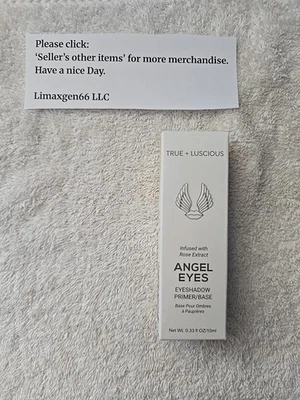 Please click:
‘Seller’s other items’ for more merchandise.
Have a nice Day.
Limaxgen66 LLC
TRUE + LUSCIOUS
Infused with
Rose Extract
ANGEL
EYES
EYESHADOW
PRIMER/BASE
Base Pour Ombres
à Paupières
Net Wt. 0.33 fl OZ/10ml